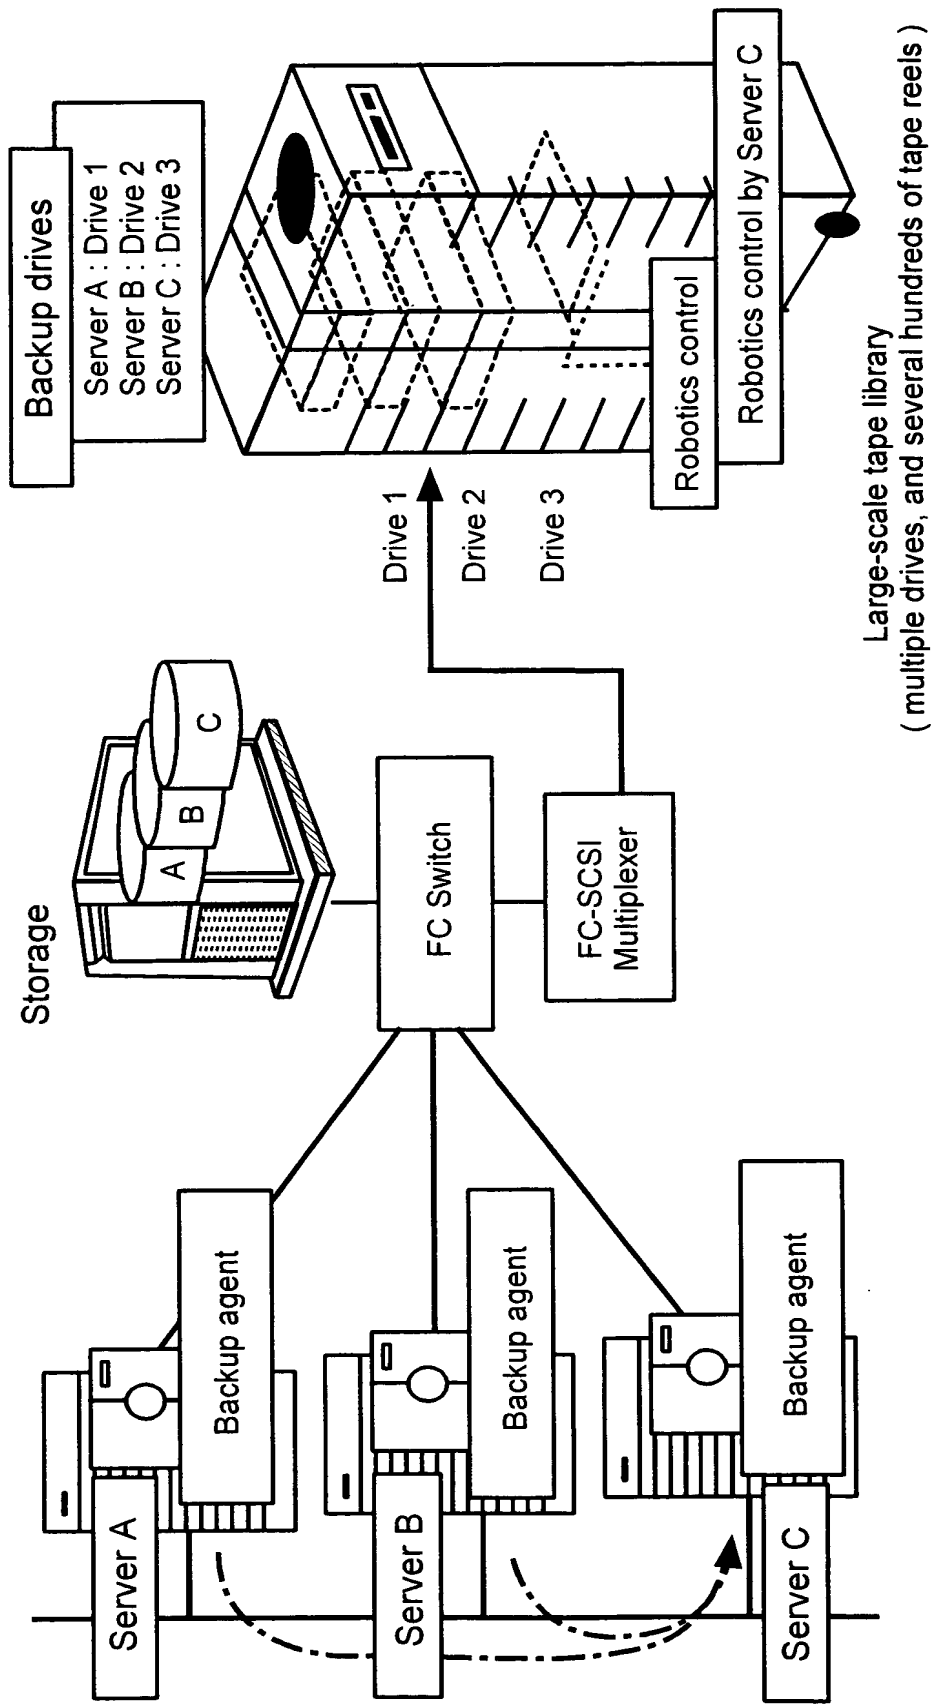 Backup drives
Server A : Drive 1
Server B : Drive 2
Server C : Drive 3
Storage
A
B
C
Drive 1
Drive 2
Drive 3
Robotics control
Robotics control by Server C
Large-scale tape library
( multiple drives, and several hundreds of tape reels )
FC Switch
FC-SCSI
Multiplexer
Server A
Backup agent
Server B
Backup agent
Server C
Backup agent